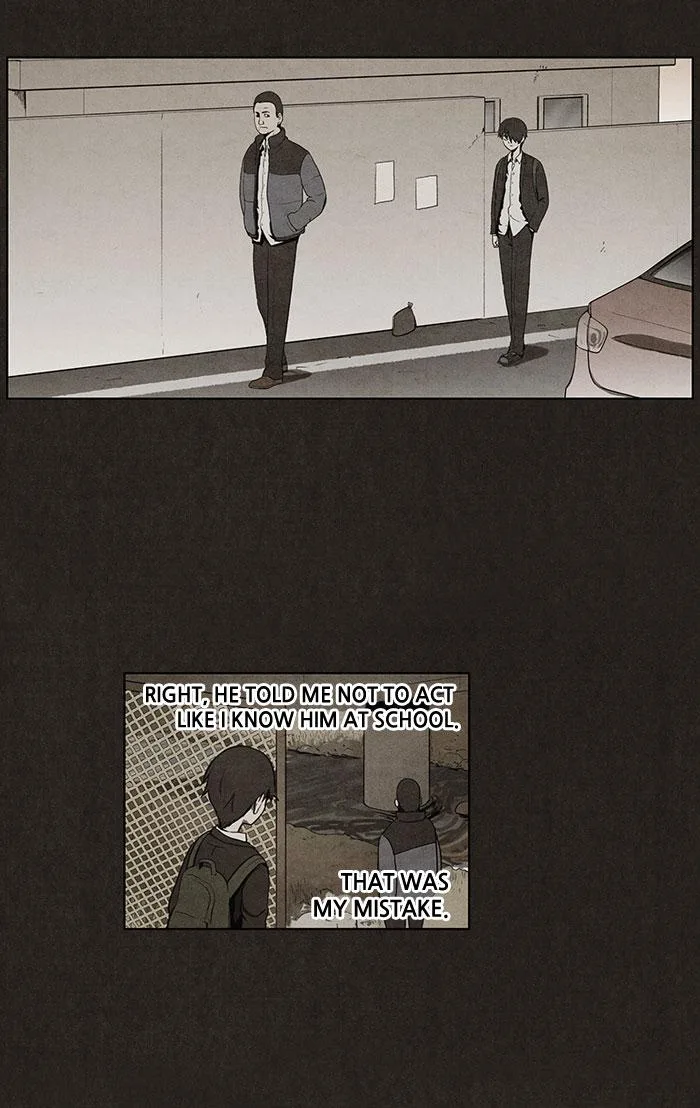 RIGHT, HE TOLD ME NOT TO ACT
LIKE I KNOW HIM AT SCHOOL.
THAT WAS
MY MISTAKE.